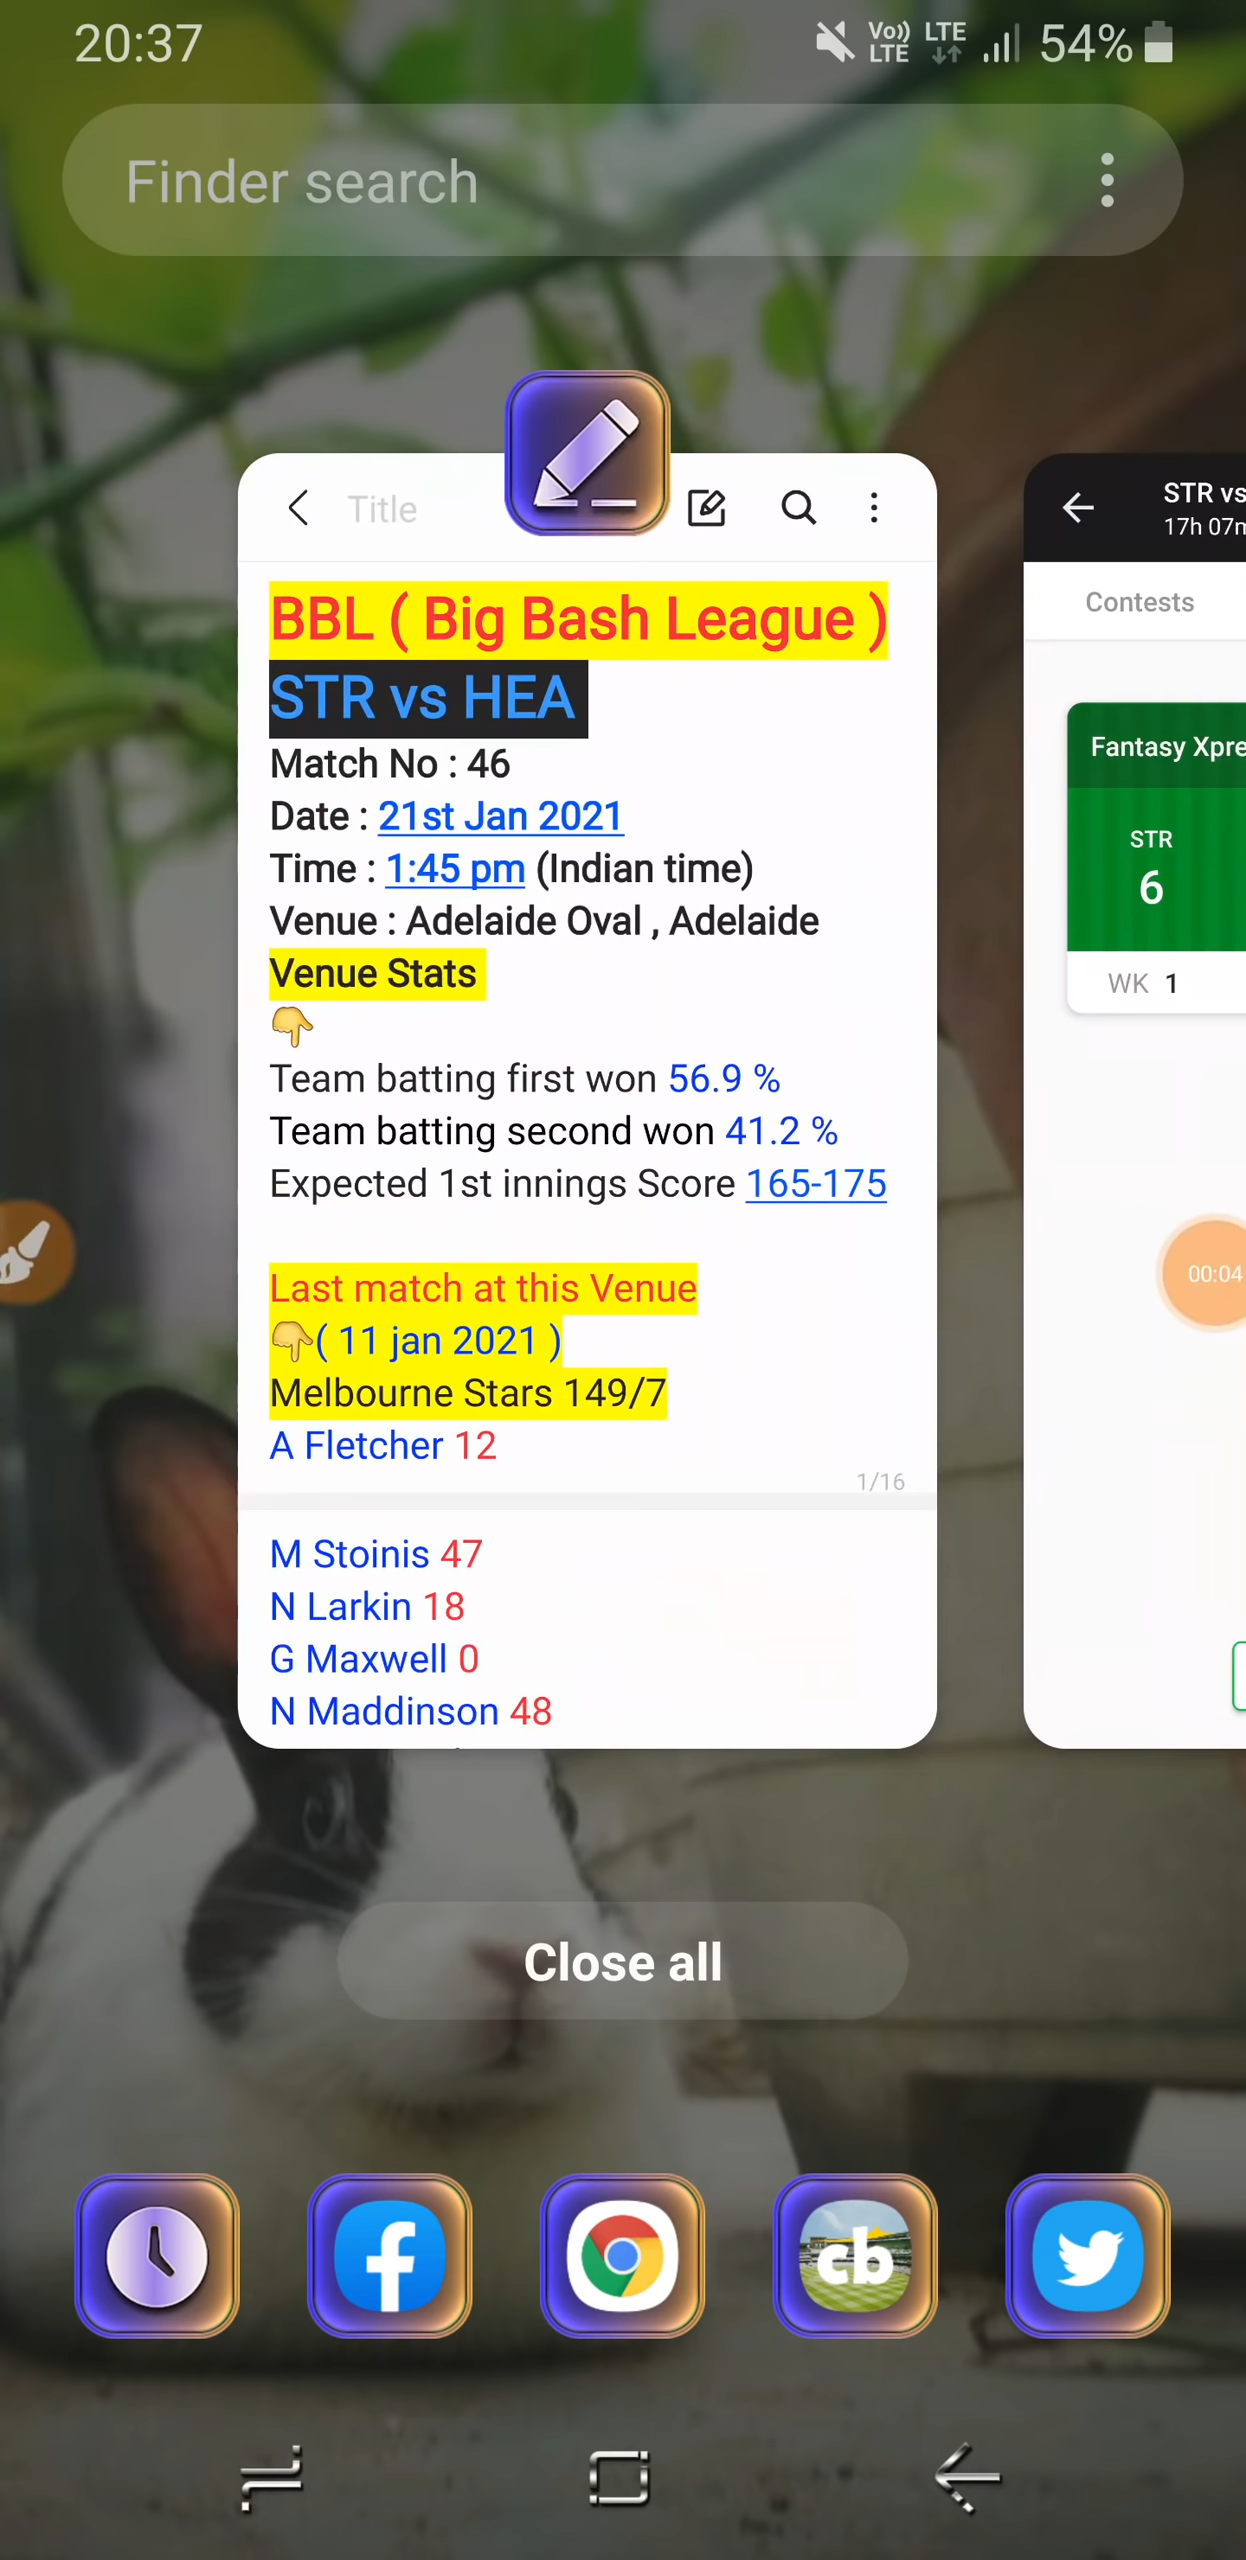 20:37
Vo)) LTE LTE 54%
Finder search
Title
BBL ( Big Bash League )
STR vs HEA
Match No : 46
Date : 21st Jan 2021
Time : 1:45 pm (Indian time)
Venue : Adelaide Oval , Adelaide
Venue Stats
Team batting first won 56.9 %
Team batting second won 41.2 %
Expected 1st innings Score 165-175
Last match at this Venue
👇( 11 jan 2021 )
Melbourne Stars 149/7
A Fletcher 12
1/16
M Stoinis 47
N Larkin 18
G Maxwell 0
N Maddinson 48
STR vs
17h 07m
Contests
Fantasy Xpre
STR
6
WK 1
00:04
Close all
cb